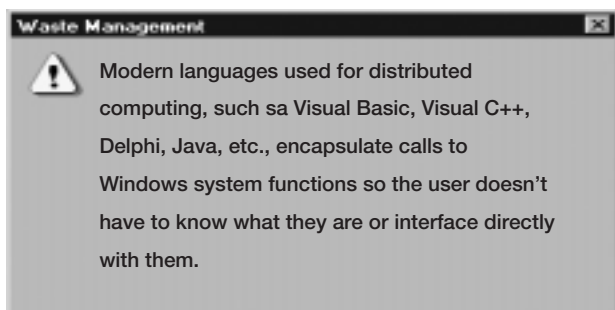 Waste Management
Modern languages used for distributed
computing, such sa Visual Basic, Visual C++,
Delphi, Java, etc., encapsulate calls to
Windows system functions so the user doesn't
have to know what they are or interface directly
with them.